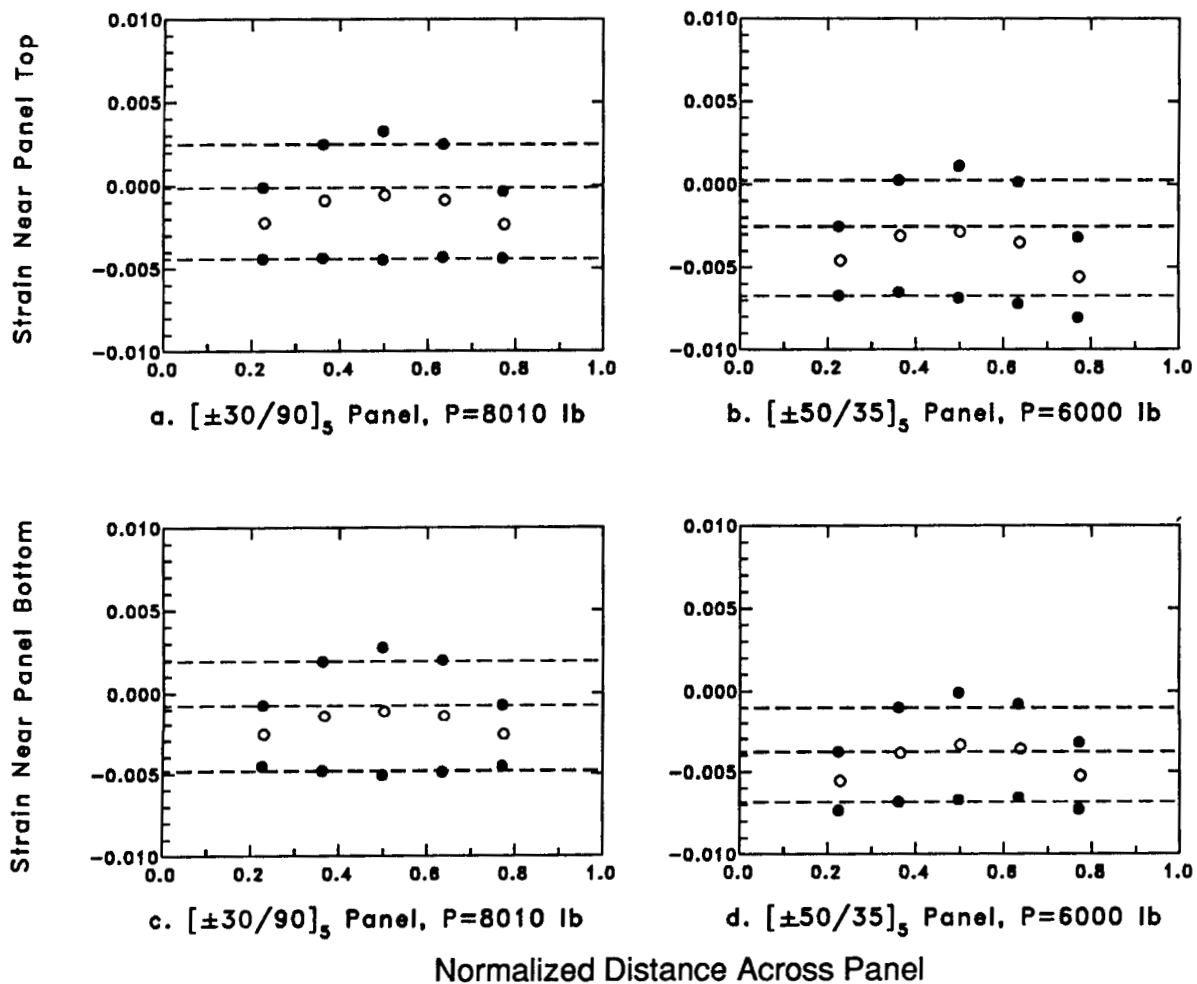 Strain Near Panel Top
0.010
0.005
0.000
−0.005
−0.010
0.0 0.2 0.4 0.6 0.8 1.0
a. [±30/90]5 Panel, P=8010 lb
0.010
0.005
0.000
−0.005
−0.010
0.0 0.2 0.4 0.6 0.8 1.0
b. [±50/35]5 Panel, P=6000 lb
Strain Near Panel Bottom
0.010
0.005
0.000
−0.005
−0.010
0.0 0.2 0.4 0.6 0.8 1.0
c. [±30/90]5 Panel, P=8010 lb
0.010
0.005
0.000
−0.005
−0.010
0.0 0.2 0.4 0.6 0.8 1.0
d. [±50/35]5 Panel, P=6000 lb
Normalized Distance Across Panel